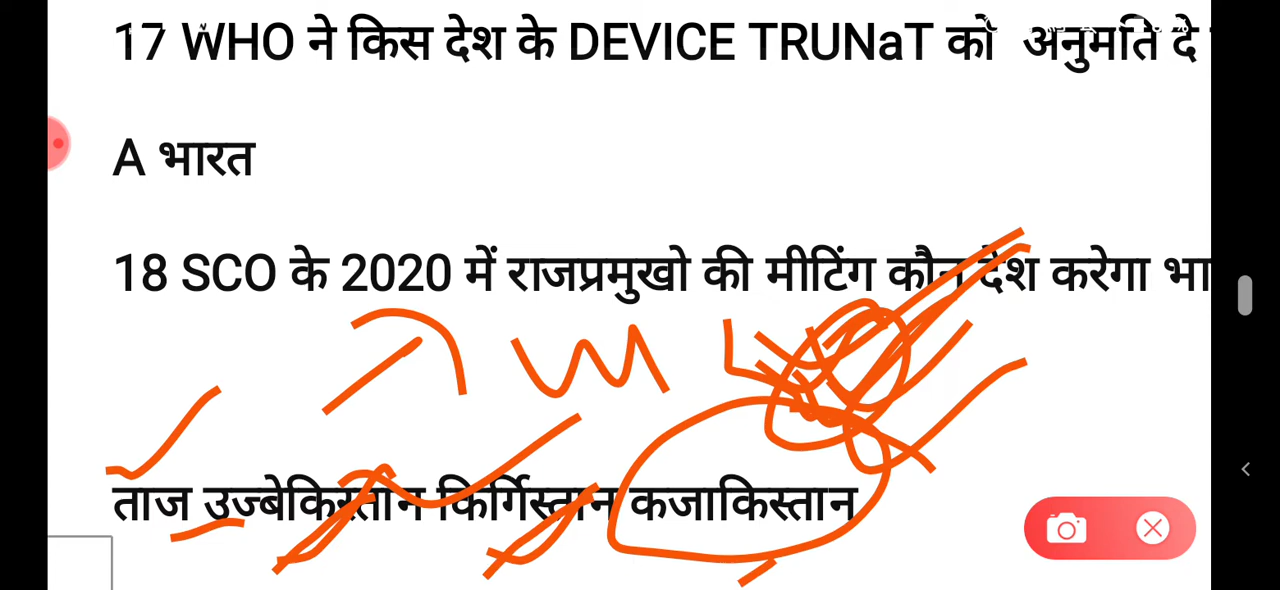 17 WHO ने किस देश के DEVICE TRUNaT को अनुमति दे
A भारत
18 SCO के 2020 में राजप्रमुखो की मीटिंग कौन देश करेगा भा
ताज उज्बेकिस्तान किर्गिस्तान कजाकिस्तान